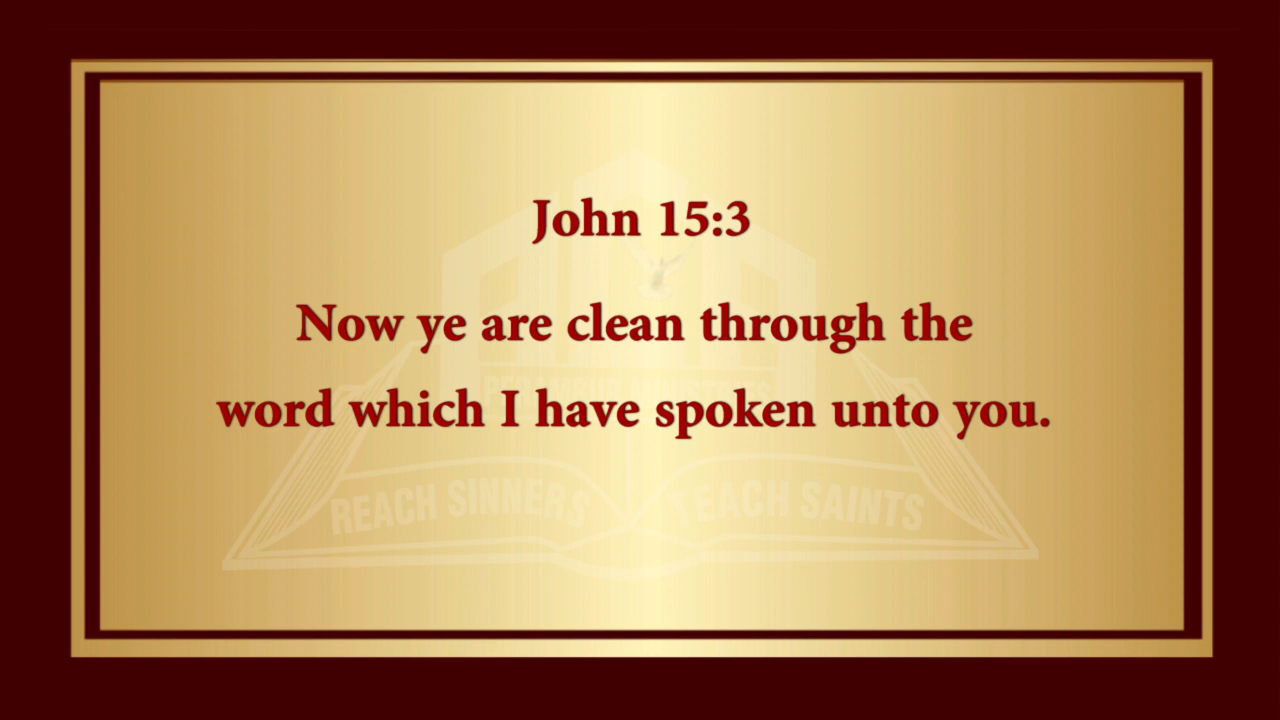 John 15:3
Now ye are clean through the
word which I have spoken unto you.
REACH SINNERS TEACH SAINTS